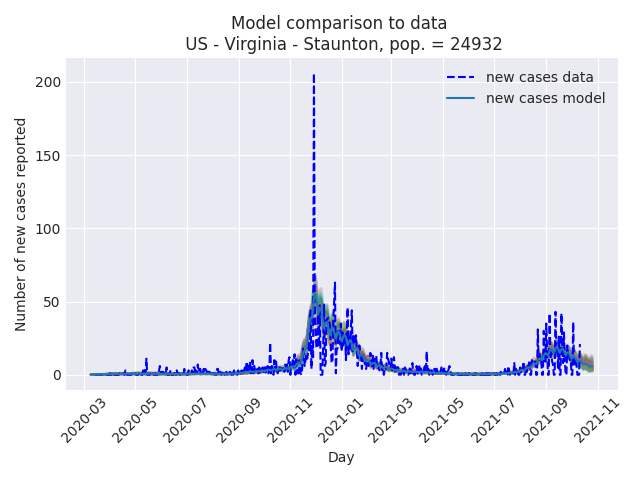 Model comparison to data
US - Virginia - Staunton, pop. = 24932
new cases data
new cases model
Number of new cases reported
200
150
100
50
0
2020-03
2020-05
2020-07
2020-09
2020-11
2021-01
2021-03
2021-05
2021-07
2021-09
2021-11
Day